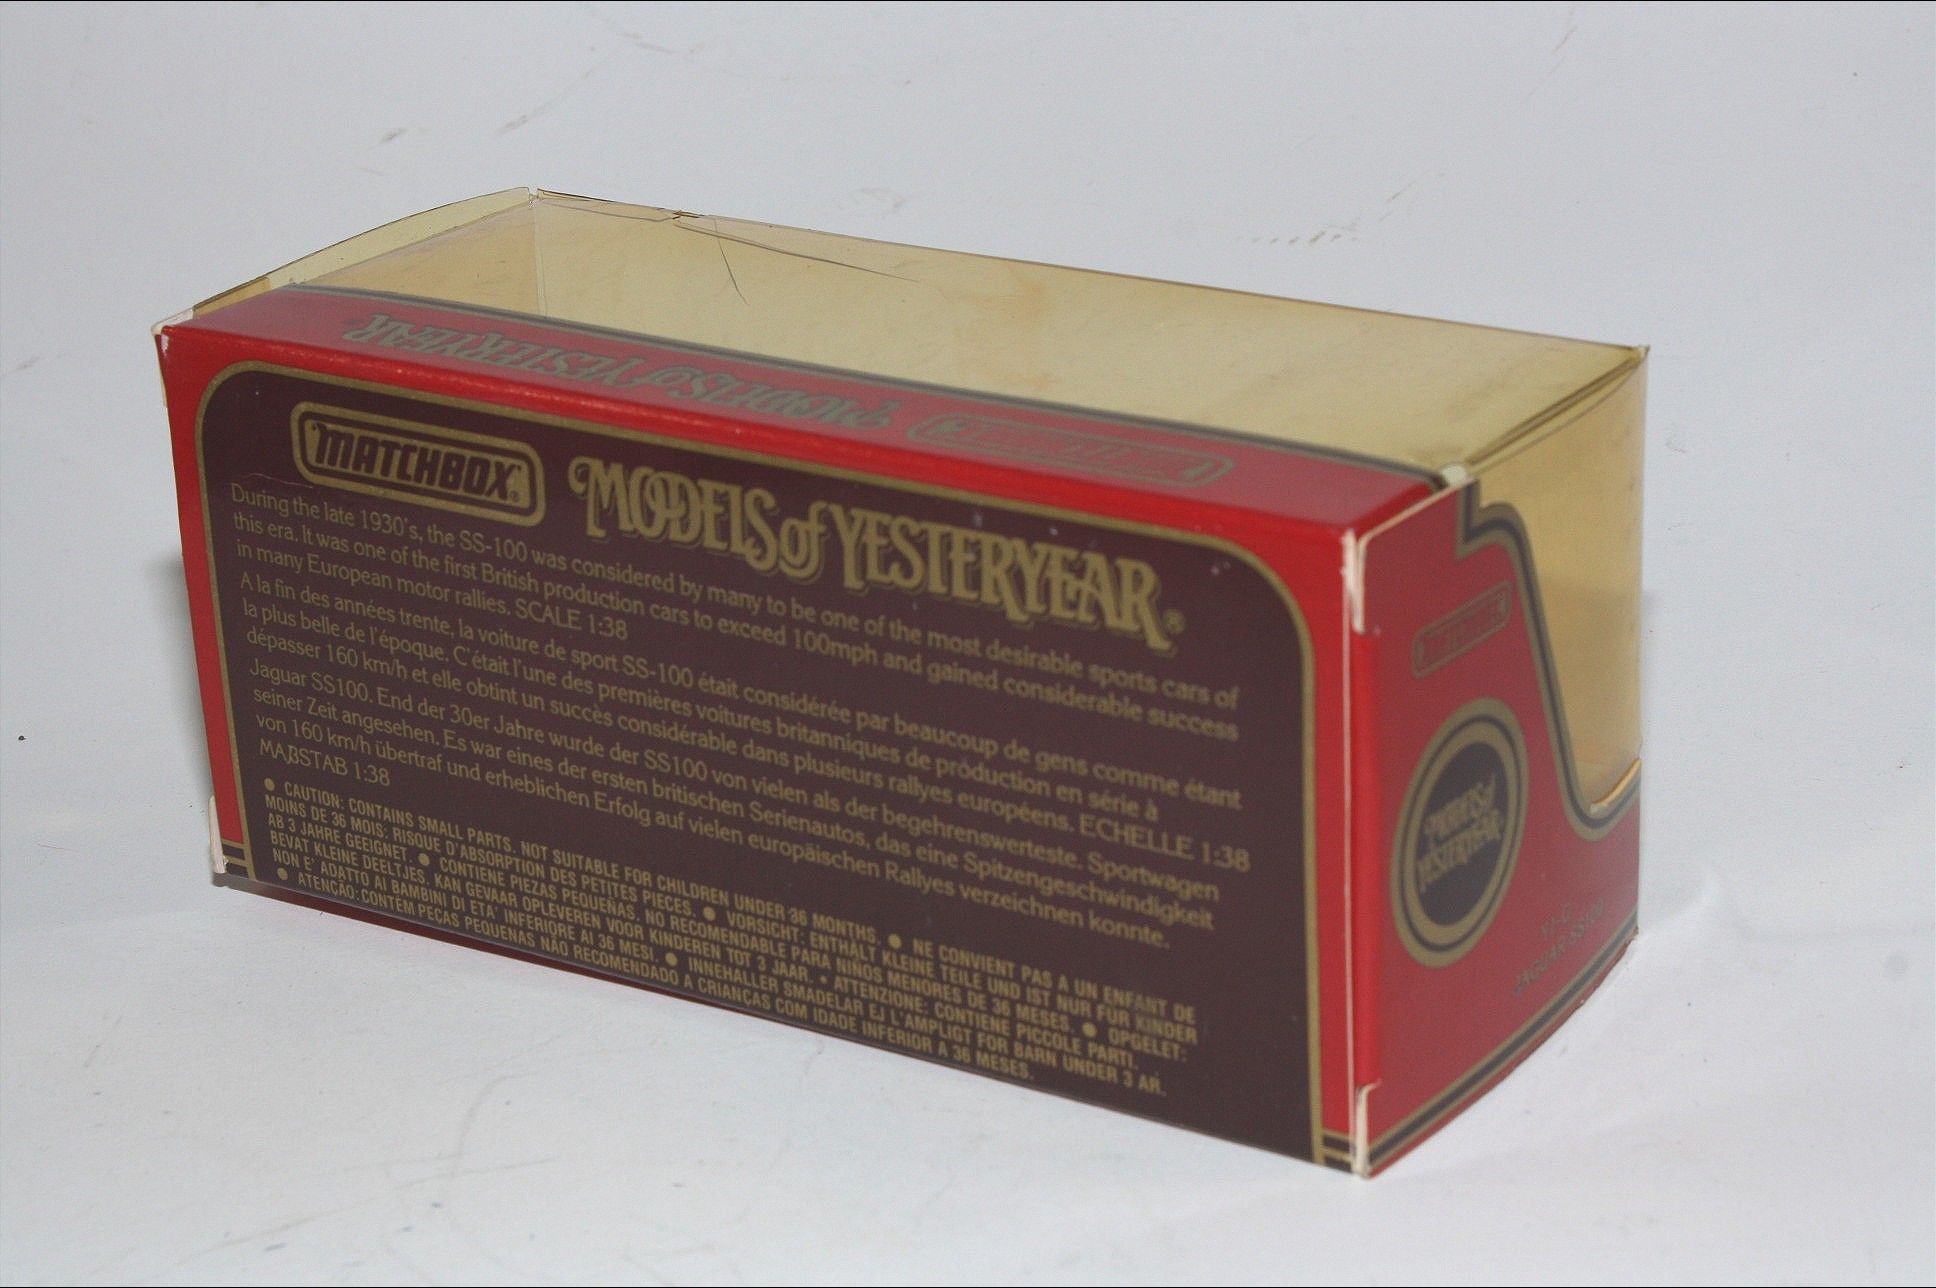 MODELS of YESTERYEAR
MATCHBOX
MODELS of YESTERYEAR®
During the late 1930's, the SS-100 was considered by many to be one of the most desirable sports cars of
this era. It was one of the first British production cars to exceed 100mph and gained considerable success
in many European motor rallies. SCALE 1:38
A la fin des années trente, la voiture de sport SS-100 était considérée par beaucoup de gens comme étant
la plus belle de l'époque. C'était l'une des premières voitures britanniques de production en série à
dépasser 160 km/h et elle obtint un succès considérable dans plusieurs rallyes européens. ECHELLE 1:38
Jaguar SS100. End der 30er Jahre wurde der SS100 von vielen als der begehrenswerteste. Sportwagen
seiner Zeit angesehen. Es war eines der ersten britischen Serienautos, das eine Spitzengeschwindigkeit
von 160 km/h übertraf und erheblichen Erfolg auf vielen europäischen Rallyes verzeichnen konnte.
MAßSTAB 1:38
● CAUTION: CONTAINS SMALL PARTS. NOT SUITABLE FOR CHILDREN UNDER 36 MONTHS. ● NE CONVIENT PAS A UN ENFANT DE
MOINS DE 36 MOIS: RISQUE D'ABSORPTION DES PETITES PIECES. ● VORSICHT: ENTHÄLT KLEINE TEILE UND IST NUR FÜR KINDER
AB 3 JAHRE GEEIGNET. ● CONTIENE PIEZAS PEQUEÑAS. NO RECOMENDABLE PARA NIÑOS MENORES DE 36 MESES. ● OPGELET:
BEVAT KLEINE DEELTJES. KAN GEVAAR OPLEVEREN VOOR KINDEREN TOT 3 JAAR. • ATTENZIONE: CONTIENE PICCOLE PARTI.
NON E' ADATTO AI BAMBINI DI ETA' INFERIORE AI 36 MESI. ● INNEHALLER SMADELAR EJ LAMPLIGT FOR BARN UNDER 3 AR.
● ATENCÃO: CONTÉM PEÇAS PEQUENAS NÃO RECOMENDADO A CRIANÇAS COM IDADE INFERIOR A 36 MESES.
MODELS of
YESTERYEAR
JAGUAR SS100